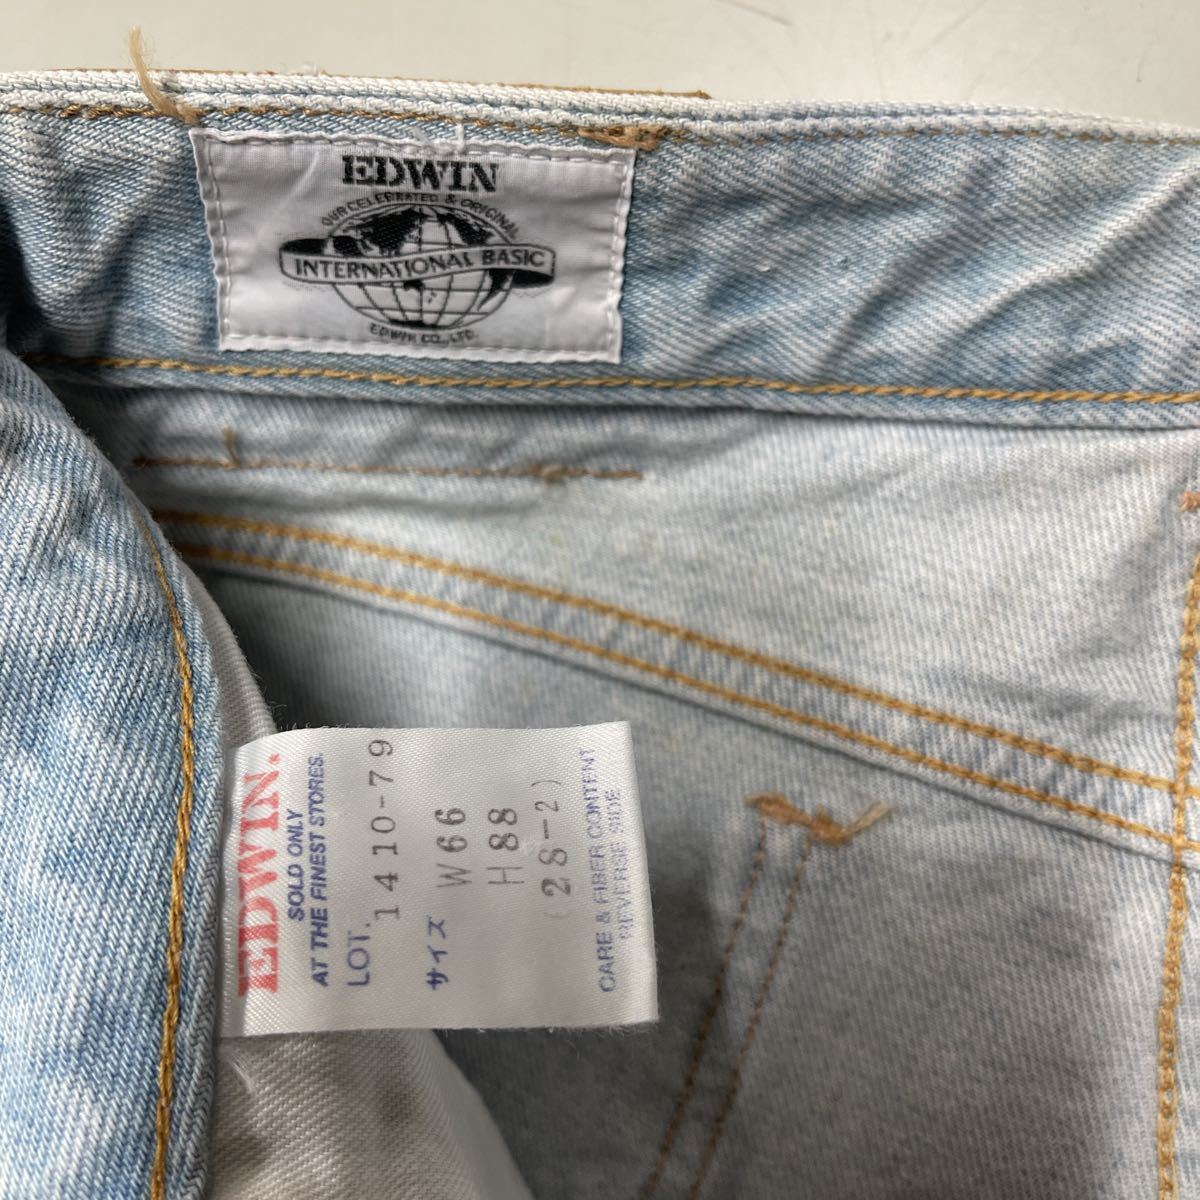 EDWIN
OUR CELEBRATED & ORIGINAL
INTERNATIONAL BASIC
EDWIN CO., LTD.
EDWIN.
SOLD ONLY
AT THE FINEST STORES.
LOT. 1410-79
サイズ W66
H88
(28-2)
CARE & FIBER CONTENT
REVERSE SIDE